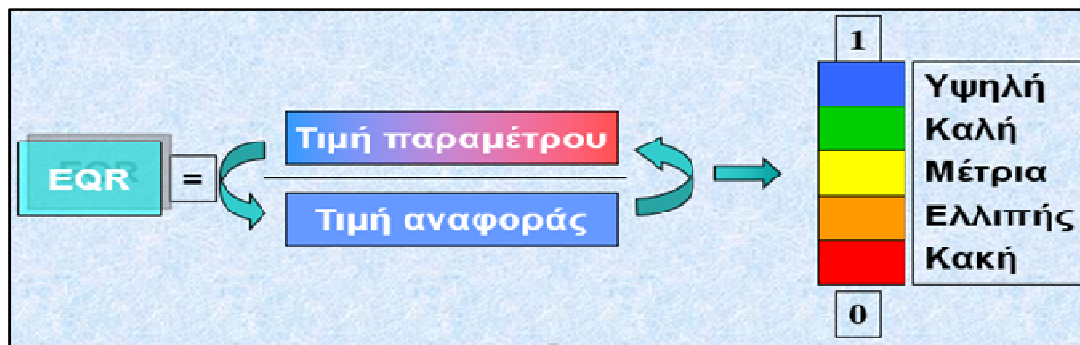 EQR
=
Τιμή παραμέτρου
Τιμή αναφοράς
1
Υψηλή
Καλή
Μέτρια
Ελλιπής
Κακή
0